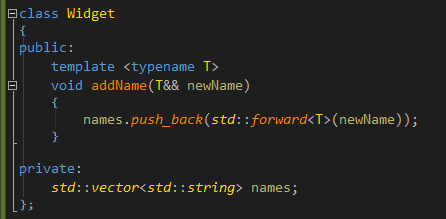 class Widget
{
public:
    template <typename T>
    void addName(T&& newName)
    {
        names.push_back(std::forward<T>(newName));
    }

private:
    std::vector<std::string> names;
};